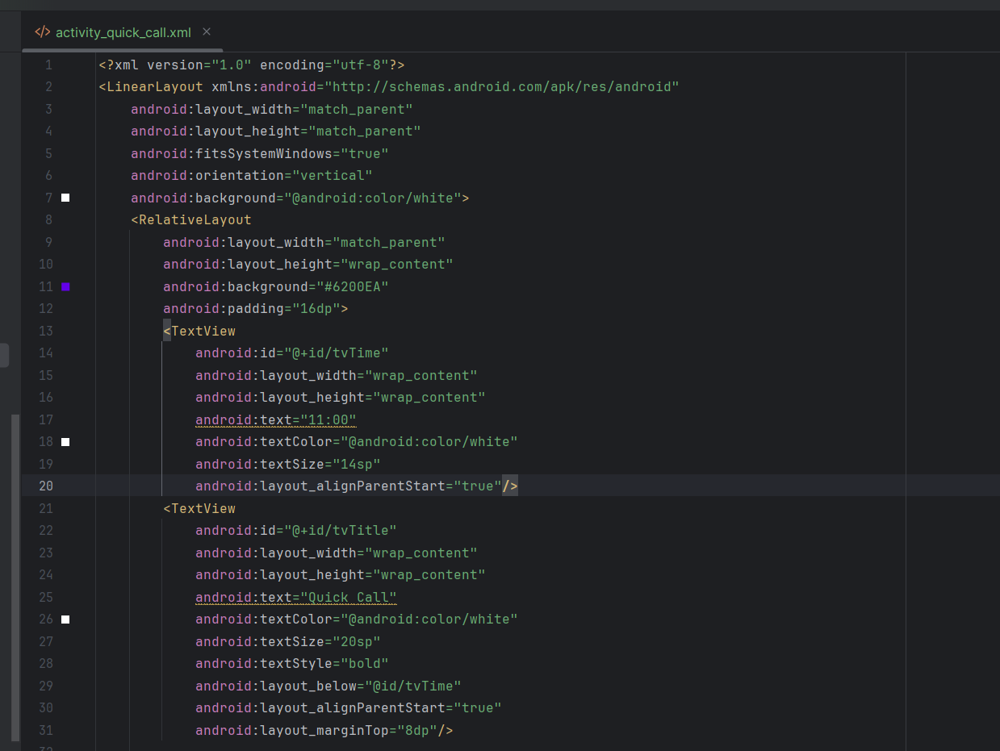 </> activity_quick_call.xml ×
1 <?xml version="1.0" encoding="utf-8"?>
2 <LinearLayout xmlns:android="http://schemas.android.com/apk/res/android"
3     android:layout_width="match_parent"
4     android:layout_height="match_parent"
5     android:fitsSystemWindows="true"
6     android:orientation="vertical"
7     android:background="@android:color/white">
8     <RelativeLayout
9         android:layout_width="match_parent"
10         android:layout_height="wrap_content"
11         android:background="#6200EA"
12         android:padding="16dp">
13         <TextView
14             android:id="@+id/tvTime"
15             android:layout_width="wrap_content"
16             android:layout_height="wrap_content"
17             android:text="11:00"
18             android:textColor="@android:color/white"
19             android:textSize="14sp"
20             android:layout_alignParentStart="true"/>
21         <TextView
22             android:id="@+id/tvTitle"
23             android:layout_width="wrap_content"
24             android:layout_height="wrap_content"
25             android:text="Quick Call"
26             android:textColor="@android:color/white"
27             android:textSize="20sp"
28             android:textStyle="bold"
29             android:layout_below="@id/tvTime"
30             android:layout_alignParentStart="true"
31             android:layout_marginTop="8dp"/>